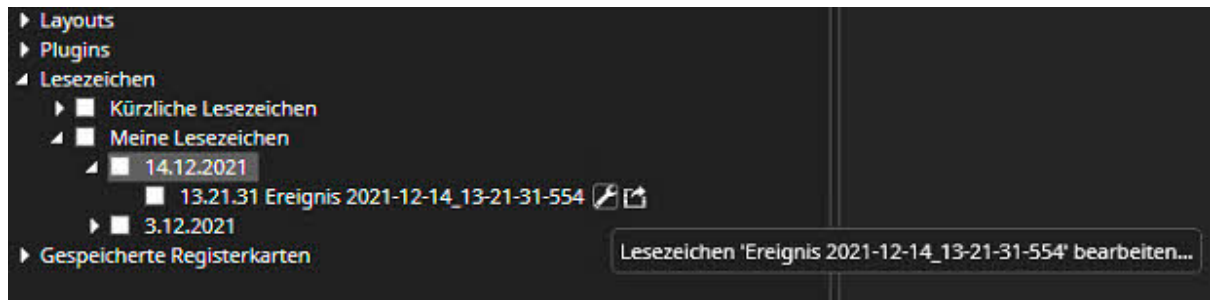 Layouts
Plugins
Lesezeichen
Kürzliche Lesezeichen
Meine Lesezeichen
14.12.2021
13.21.31 Ereignis 2021-12-14_13-21-31-554
3.12.2021
Gespeicherte Registerkarten
Lesezeichen 'Ereignis 2021-12-14_13-21-31-554' bearbeiten...